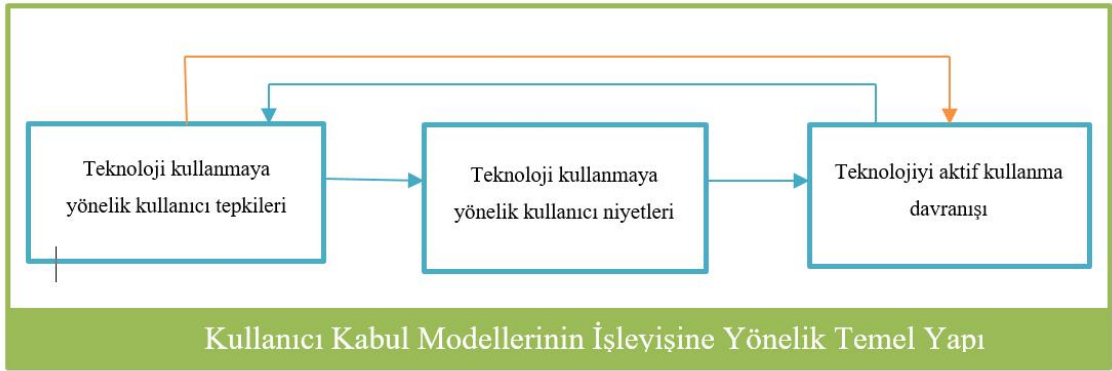 Teknoloji kullanmaya
yönelik kullanıcı tepkileri
Teknoloji kullanmaya
yönelik kullanıcı niyetleri
Teknolojiyi aktif kullanma
davranışı
Kullanıcı Kabul Modellerinin İşleyişine Yönelik Temel Yapı